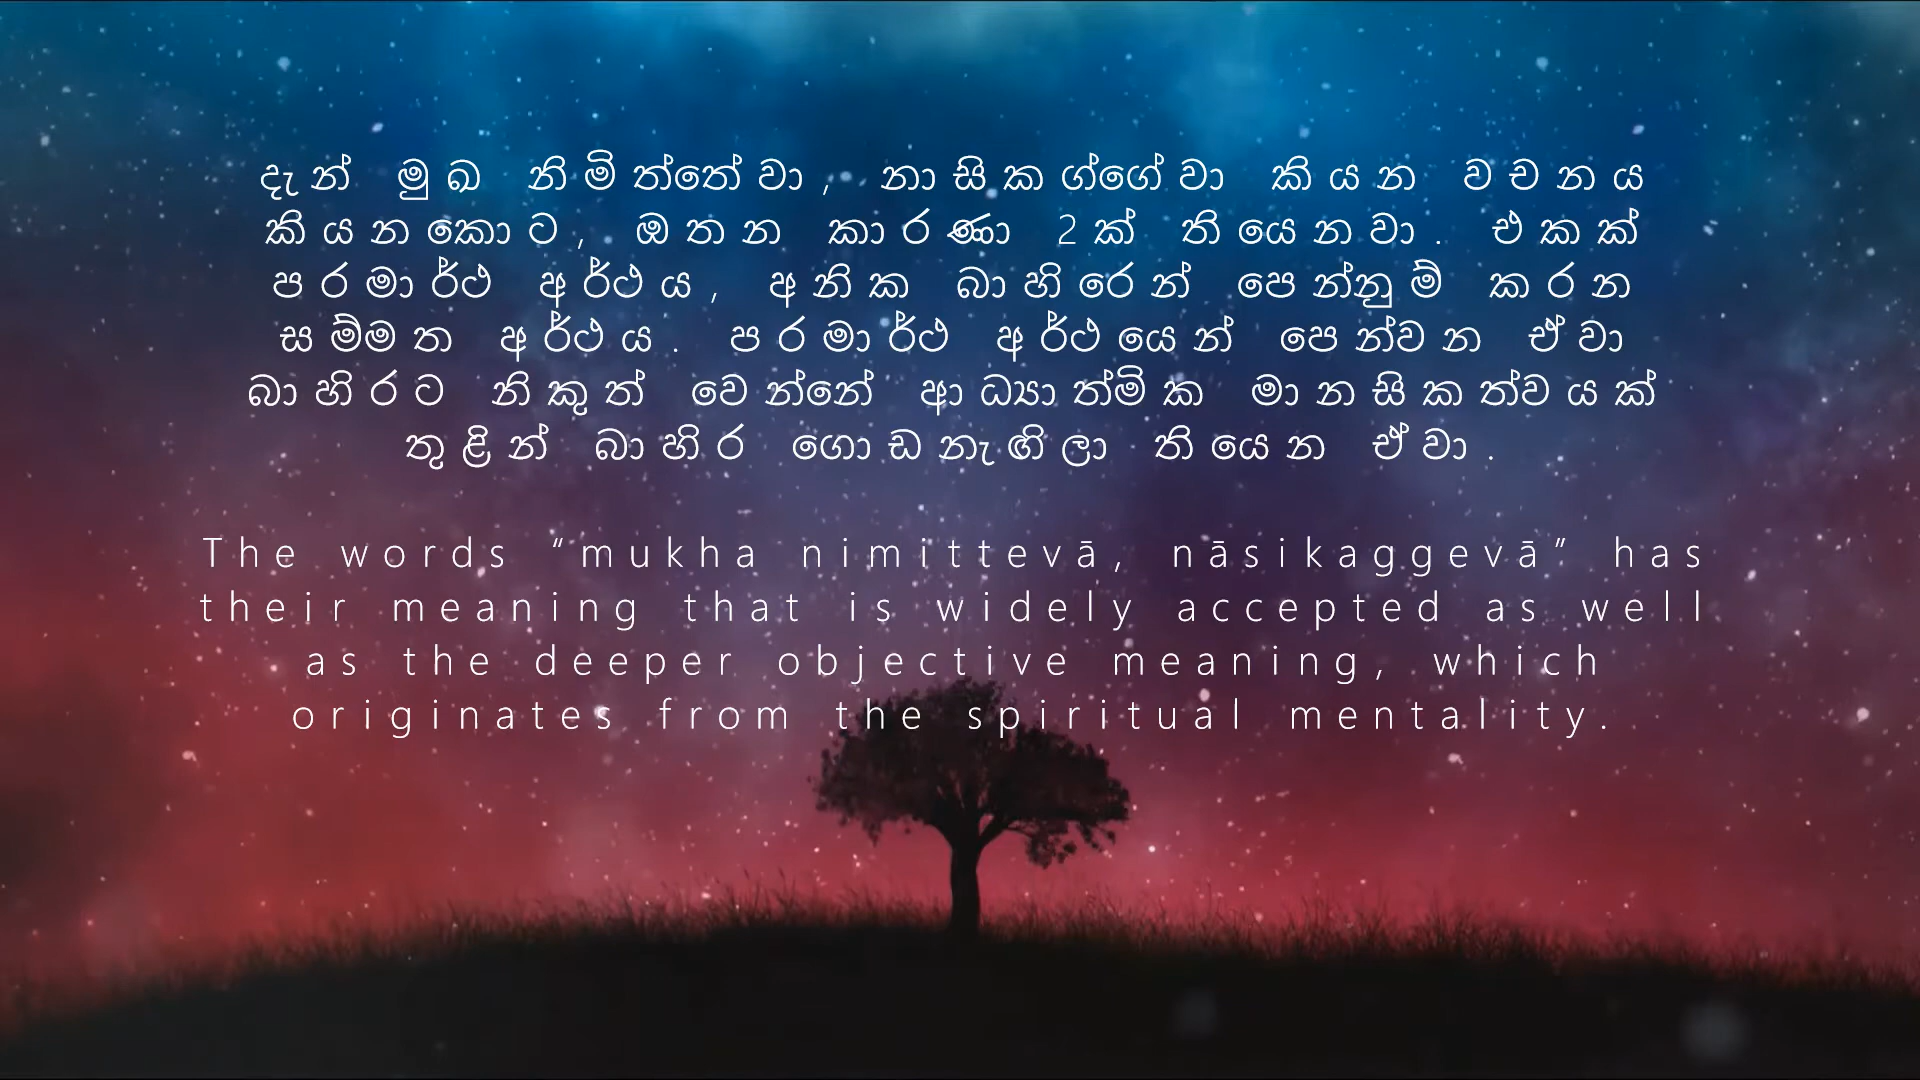 දැන් මුඛ නිමිත්තේවා, නාසිකග්ගේවා කියන වචනය
කියනකොට, ඔතන කාරණා 2ක් තියෙනවා. එකක්
පරමාර්ථ අර්ථය, අනික බාහිරෙන් පෙන්නුම් කරන
සම්මත අර්ථය. පරමාර්ථ අර්ථයෙන් පෙන්වන ඒවා
බාහිරට නිකුත් වෙන්නේ ආධ්‍යාත්මික මානසිකත්වයක්
තුළින් බාහිර ගොඩනැඟිලා තියෙන ඒවා.
The words “mukha nimittevā, nāsikaggevā” has
their meaning that is widely accepted as well
as the deeper objective meaning, which
originates from the spiritual mentality.